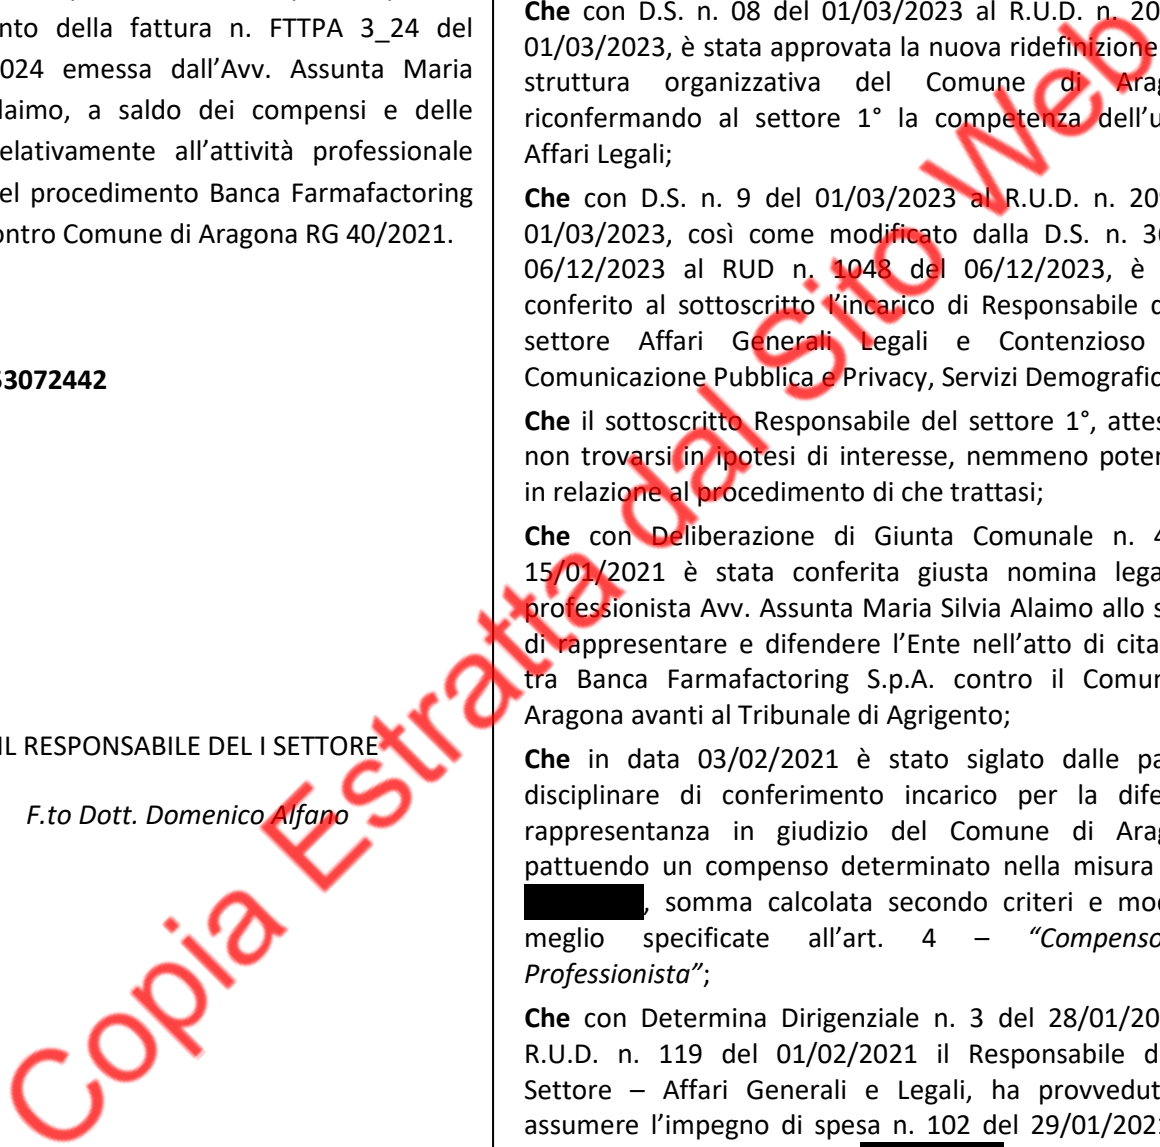 nto della fattura n. FTTPA 3_24 del
024 emessa dall’Avv. Assunta Maria
laimo, a saldo dei compensi e delle
elativamente all’attività professionale
el procedimento Banca Farmafactoring
ontro Comune di Aragona RG 40/2021.
53072442
IL RESPONSABILE DEL I SETTORE
F.to Dott. Domenico Alfano
Che con D.S. n. 08 del 01/03/2023 al R.U.D. n. 20
01/03/2023, è stata approvata la nuova ridefinizione
struttura organizzativa del Comune di Arag
riconfermando al settore 1° la competenza dell’u
Affari Legali;
Che con D.S. n. 9 del 01/03/2023 al R.U.D. n. 20
01/03/2023, così come modificato dalla D.S. n. 3
06/12/2023 al RUD n. 1048 del 06/12/2023, è
conferito al sottoscritto l’incarico di Responsabile d
settore Affari Generali Legali e Contenzioso
Comunicazione Pubblica e Privacy, Servizi Demografic
Che il sottoscritto Responsabile del settore 1°, attes
non trovarsi in ipotesi di interesse, nemmeno poten
in relazione al procedimento di che trattasi;
Che con Deliberazione di Giunta Comunale n. 4
15/01/2021 è stata conferita giusta nomina lega
professionista Avv. Assunta Maria Silvia Alaimo allo s
di rappresentare e difendere l’Ente nell’atto di cita
tra Banca Farmafactoring S.p.A. contro il Comun
Aragona avanti al Tribunale di Agrigento;
Che in data 03/02/2021 è stato siglato dalle pa
disciplinare di conferimento incarico per la dife
rappresentanza in giudizio del Comune di Arag
pattuendo un compenso determinato nella misura
, somma calcolata secondo criteri e mod
meglio specificate all’art. 4 – “Compenso
Professionista”;
Che con Determina Dirigenziale n. 3 del 28/01/20
R.U.D. n. 119 del 01/02/2021 il Responsabile d
Settore – Affari Generali e Legali, ha provvedut
assumere l’impegno di spesa n. 102 del 29/01/2021
Copia Estratta dal Sito Web